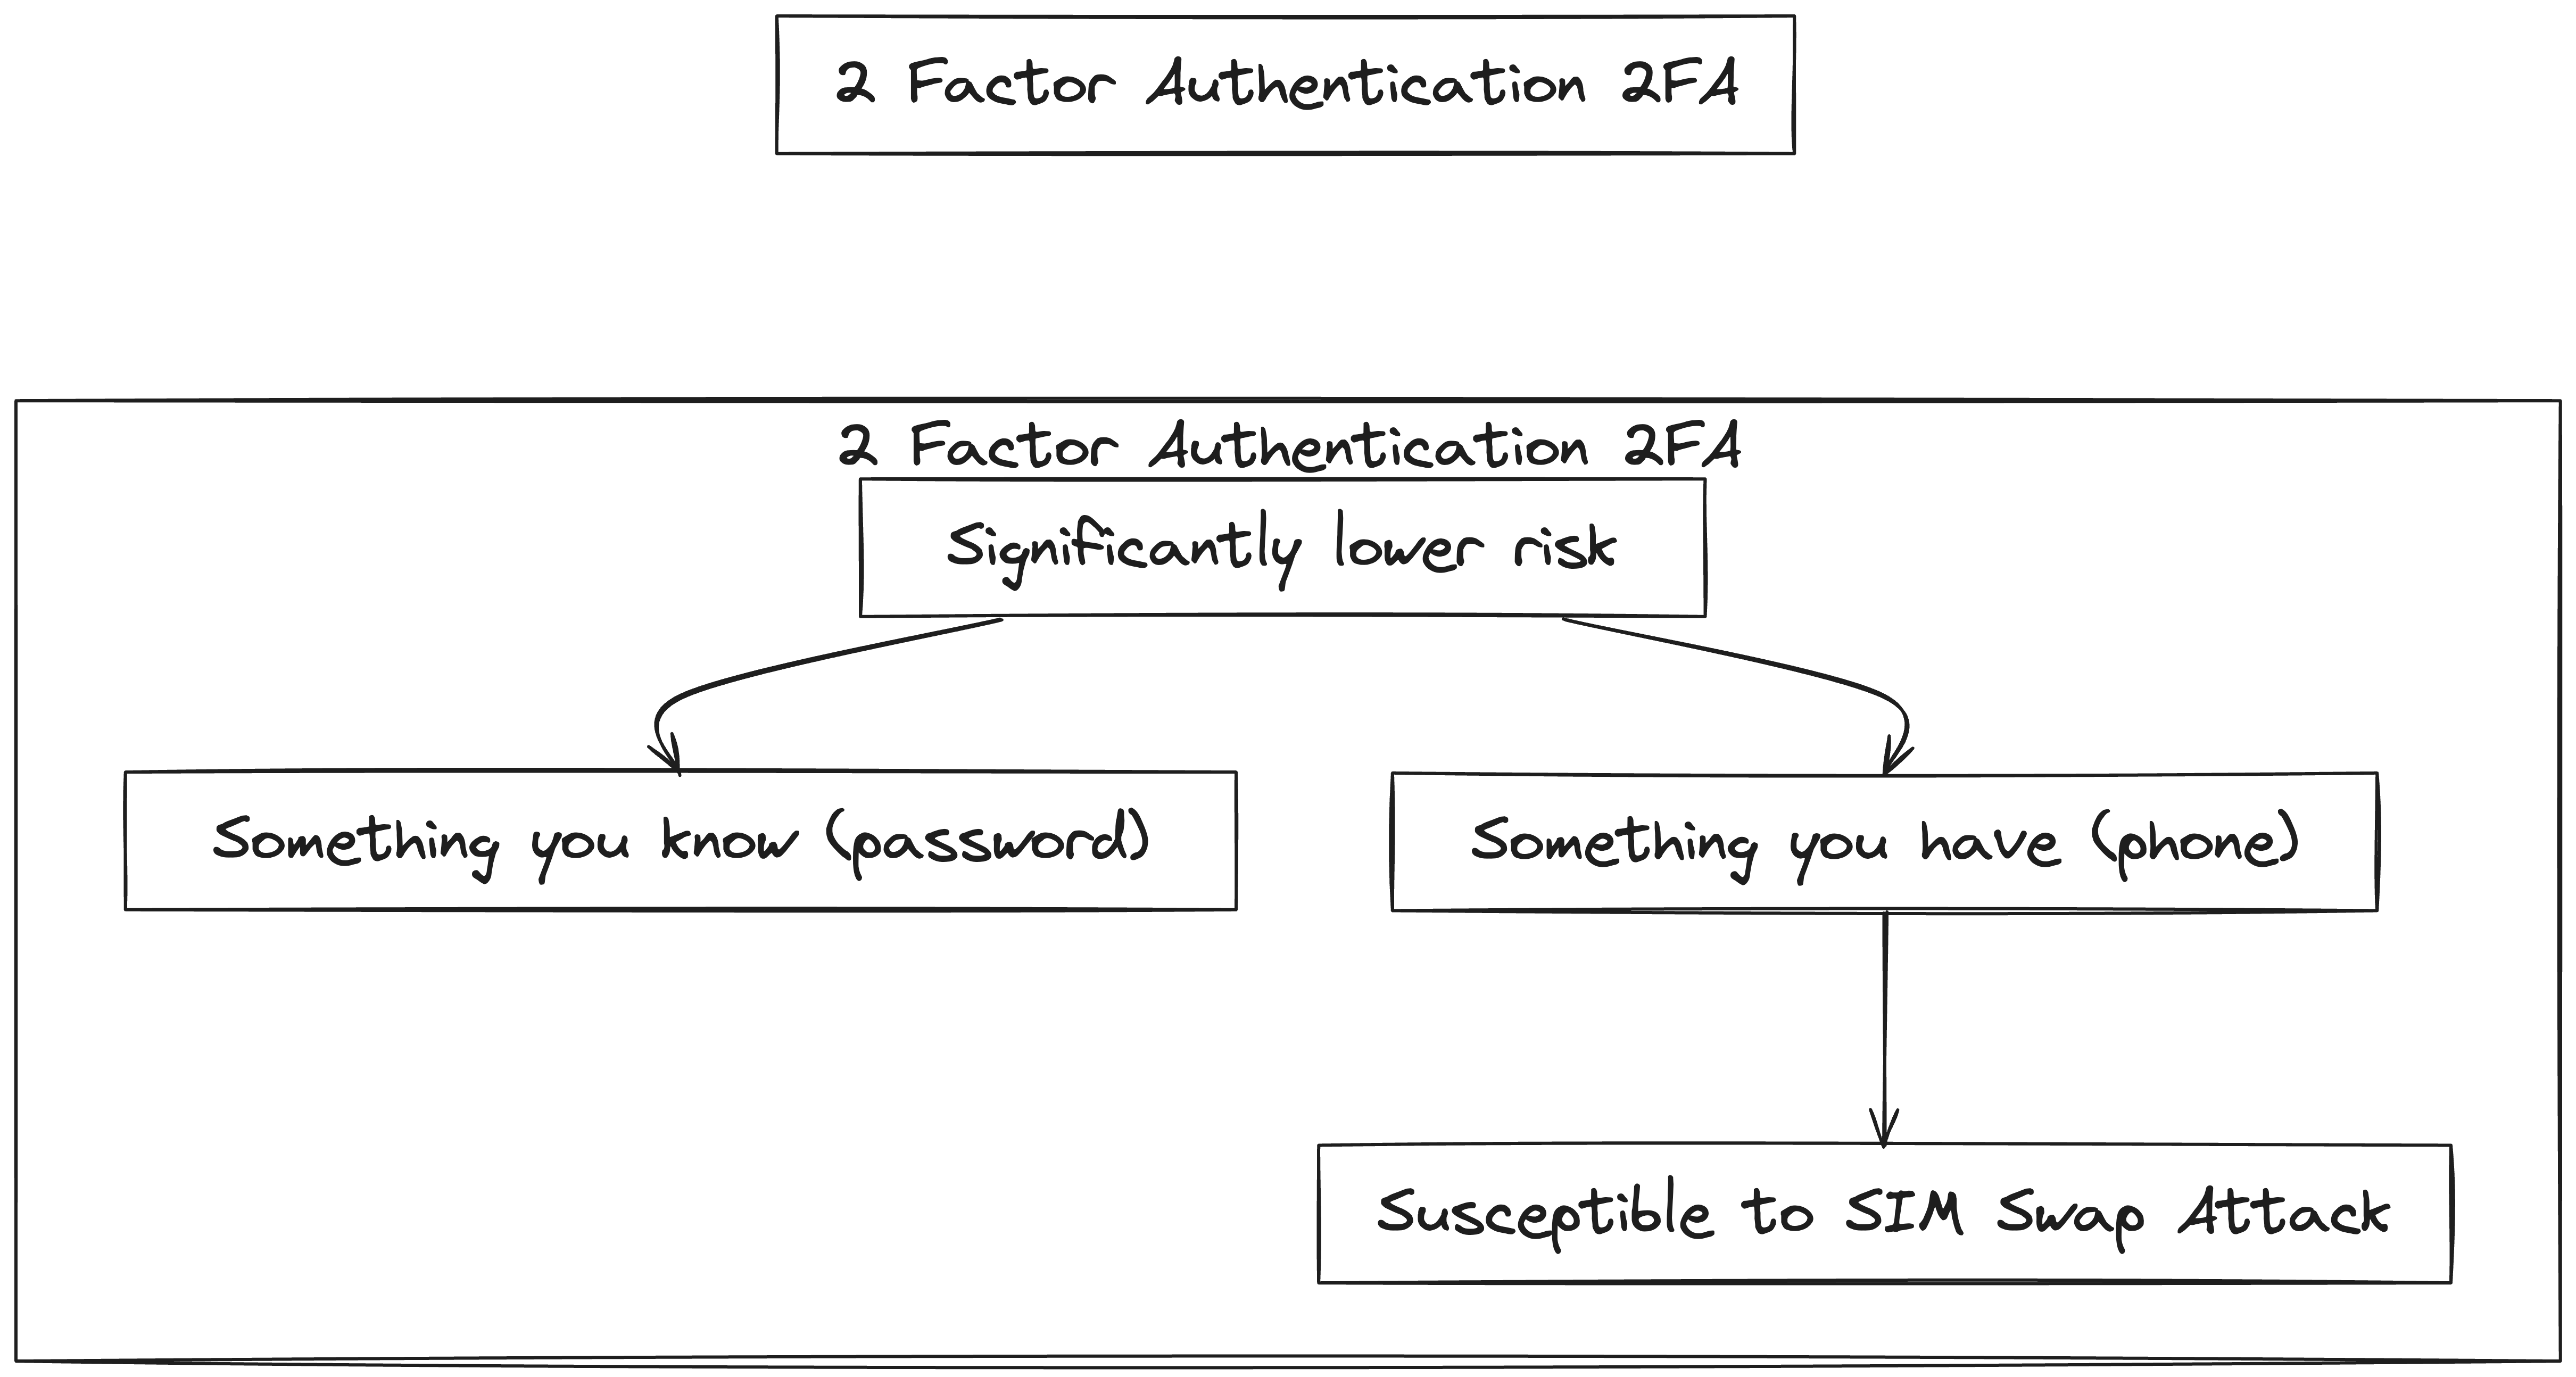 2 Factor Authentication 2FA
2 Factor Authentication 2FA
Significantly lower risk
Something you know (password)
Something you have (phone)
Susceptible to SIM Swap Attack